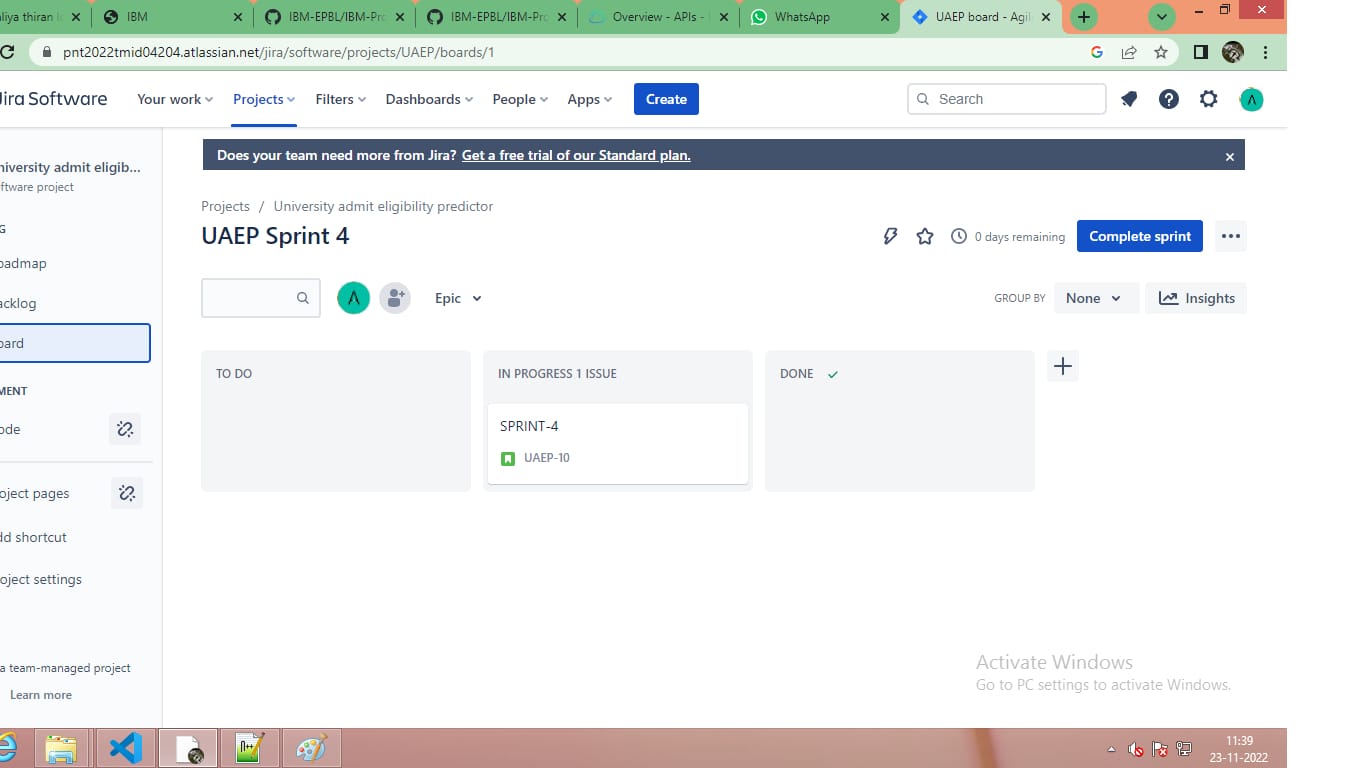 aliya thiran
IBM
IBM-EPBL/IBM-Pro
IBM-EPBL/IBM-Pro
Overview - APIs -
WhatsApp
UAEP board - Agil
pnt2022tmid04204.atlassian.net/jira/software/projects/UAEP/boards/1
Jira Software
Your work
Projects
Filters
Dashboards
People
Apps
Create
Search
Does your team need more from Jira? Get a free trial of our Standard plan.
niversity admit eligib...
oftware project
G
oadmap
acklog
oard
MENT
ode
oject pages
dd shortcut
oject settings
a team-managed project
Learn more
Projects / University admit eligibility predictor
UAEP Sprint 4
0 days remaining
Complete sprint
Epic
GROUP BY
None
Insights
TO DO
IN PROGRESS 1 ISSUE
DONE
SPRINT-4
UAEP-10
Activate Windows
Go to PC settings to activate Windows.
11:39
23-11-2022